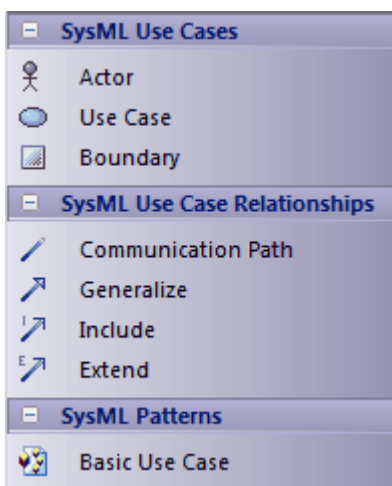 SysML Use Cases
Actor
Use Case
Boundary
SysML Use Case Relationships
Communication Path
Generalize
I
Include
E
Extend
SysML Patterns
Basic Use Case